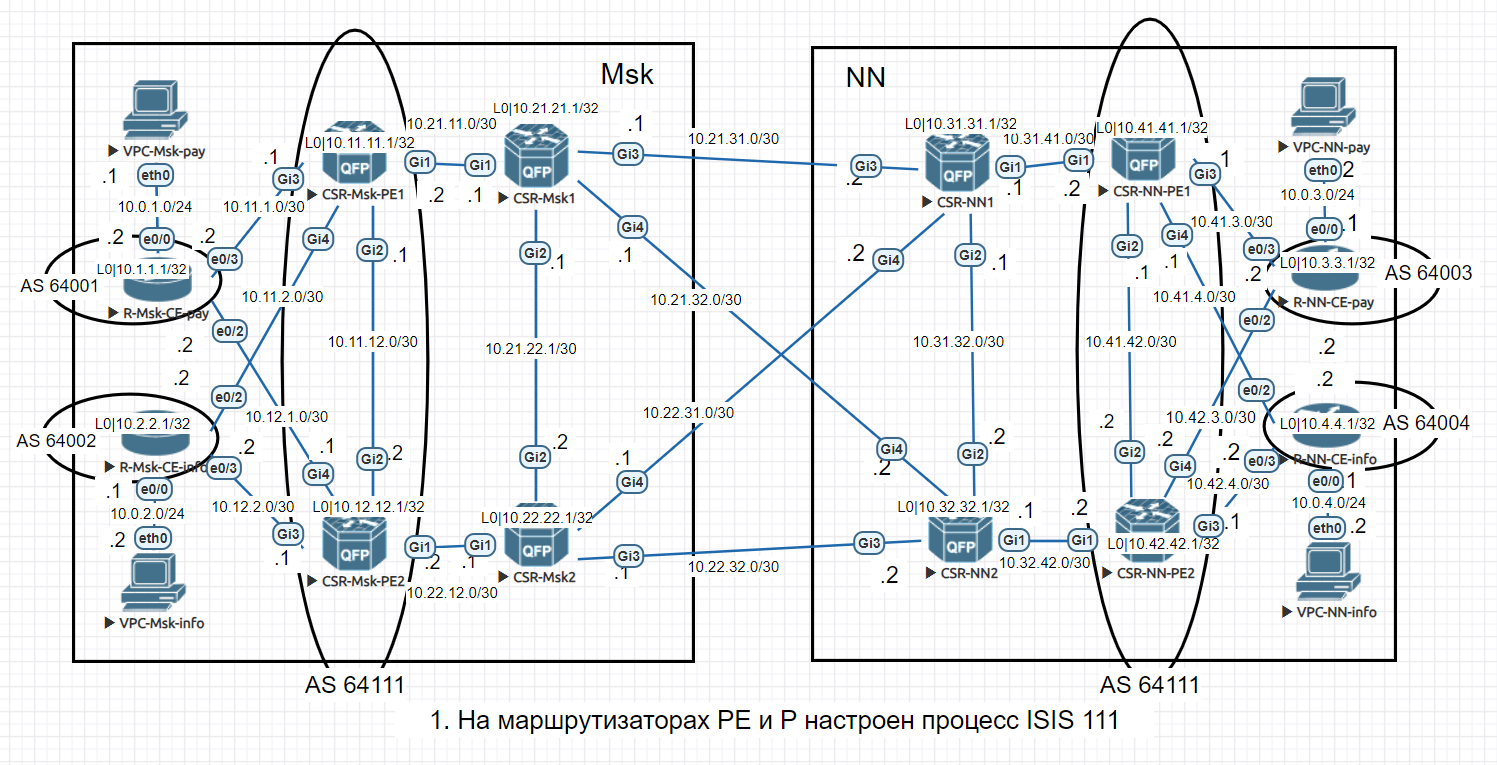 Msk
NN
L0|10.21.21.1/32
10.21.11.0/30
.1
10.21.31.0/30
L0|10.31.31.1/32
10.31.41.0/30
L0|10.41.41.1/32
L0|10.11.11.1/32
QFP
QFP
QFP
QFP
VPC-Msk-pay
VPC-NN-pay
.1
Gi1
Gi1
Gi3
Gi3
Gi1
Gi1
1
Gi3
eth0
.1
Gi3
CSR-Msk-PE1
.2
.1
CSR-Msk1
.2
CSR-NN1
.1
.2
CSR-NN-PE1
eth0
2
10.0.1.0/24
10.11.1.0/30
10.0.3.0/24
.2
e0/0
.2
Gi4
Gi2
.1
Gi2
.1
Gi4
.2
Gi4
Gi2
.1
Gi2
.1
Gi4
.1
10.41.3.0/30
e0/0
.1
e0/3
e0/3
.2
L0|10.1.1.1/32
L0|10.3.3.1/32
AS 64001
AS 64003
R-Msk-CE-pay
R-NN-CE-pay
10.11.2.0/30
10.21.32.0/30
10.41.4.0/30
e0/2
e0/2
.2
10.11.12.0/30
10.21.22.1/30
10.31.32.0/30
10.41.42.0/30
.2
.2
.2
e0/2
e0/2
10.12.1.0/30
10.22.31.0/30
10.42.3.0/30
L0|10.2.2.1/32
L0|10.4.4.1/32
AS 64002
AS 64004
R-Msk-CE-info
R-NN-CE-info
e0/3
.2
.1
Gi4
Gi2
.2
Gi2
.2
.1
Gi4
Gi4
.2
Gi2
.2
Gi2
.2
.2
Gi4
.2
e0/3
.1
e0/0
e0/0
1
10.0.2.0/24
10.12.2.0/30
10.42.4.0/30
10.0.4.0/24
L0|10.12.12.1/32
L0|10.22.22.1/32
L0|10.32.32.1/32
.2
eth0
Gi3
.1
QFP
Gi1
.2
Gi1
.1
QFP
Gi3
.1
Gi3
.2
QFP
Gi1
.1
Gi1
.2
L0|10.42.42.1/32
Gi3
.1
eth0
.2
CSR-Msk-PE2
10.22.12.0/30
CSR-Msk2
10.22.32.0/30
CSR-NN2
10.32.42.0/30
CSR-NN-PE2
VPC-Msk-info
VPC-NN-info
AS 64111
AS 64111
1. На маршрутизаторах PE и P настроен процесс ISIS 111